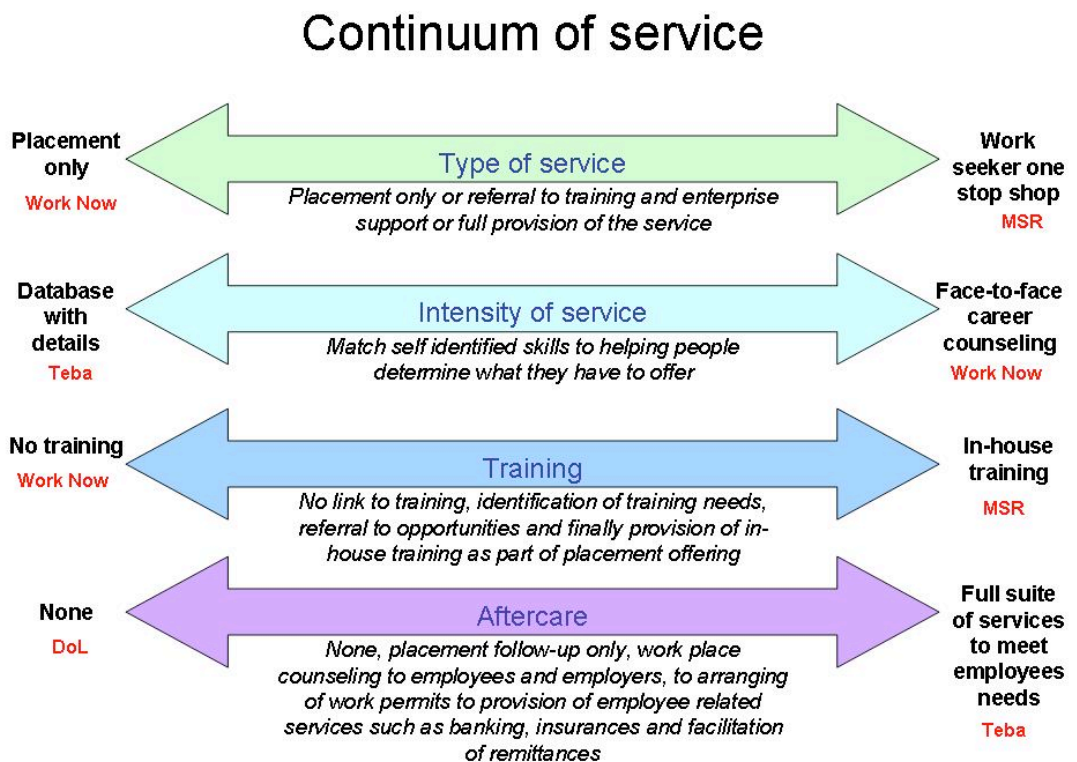 Continuum of service
Placement
only
Work Now
Type of service
Placement only or referral to training and enterprise
support or full provision of the service
Work
seeker one
stop shop
MSR
Database
with
details
Teba
Intensity of service
Match self identified skills to helping people
determine what they have to offer
Face-to-face
career
counseling
Work Now
No training
Work Now
Training
No link to training, identification of training needs,
referral to opportunities and finally provision of in-
house training as part of placement offering
In-house
training
MSR
None
DoL
Aftercare
None, placement follow-up only, work place
counseling to employees and employers, to arranging
of work permits to provision of employee related
services such as banking, insurances and facilitation
of remittances
Full suite
of services
to meet
employees
needs
Teba